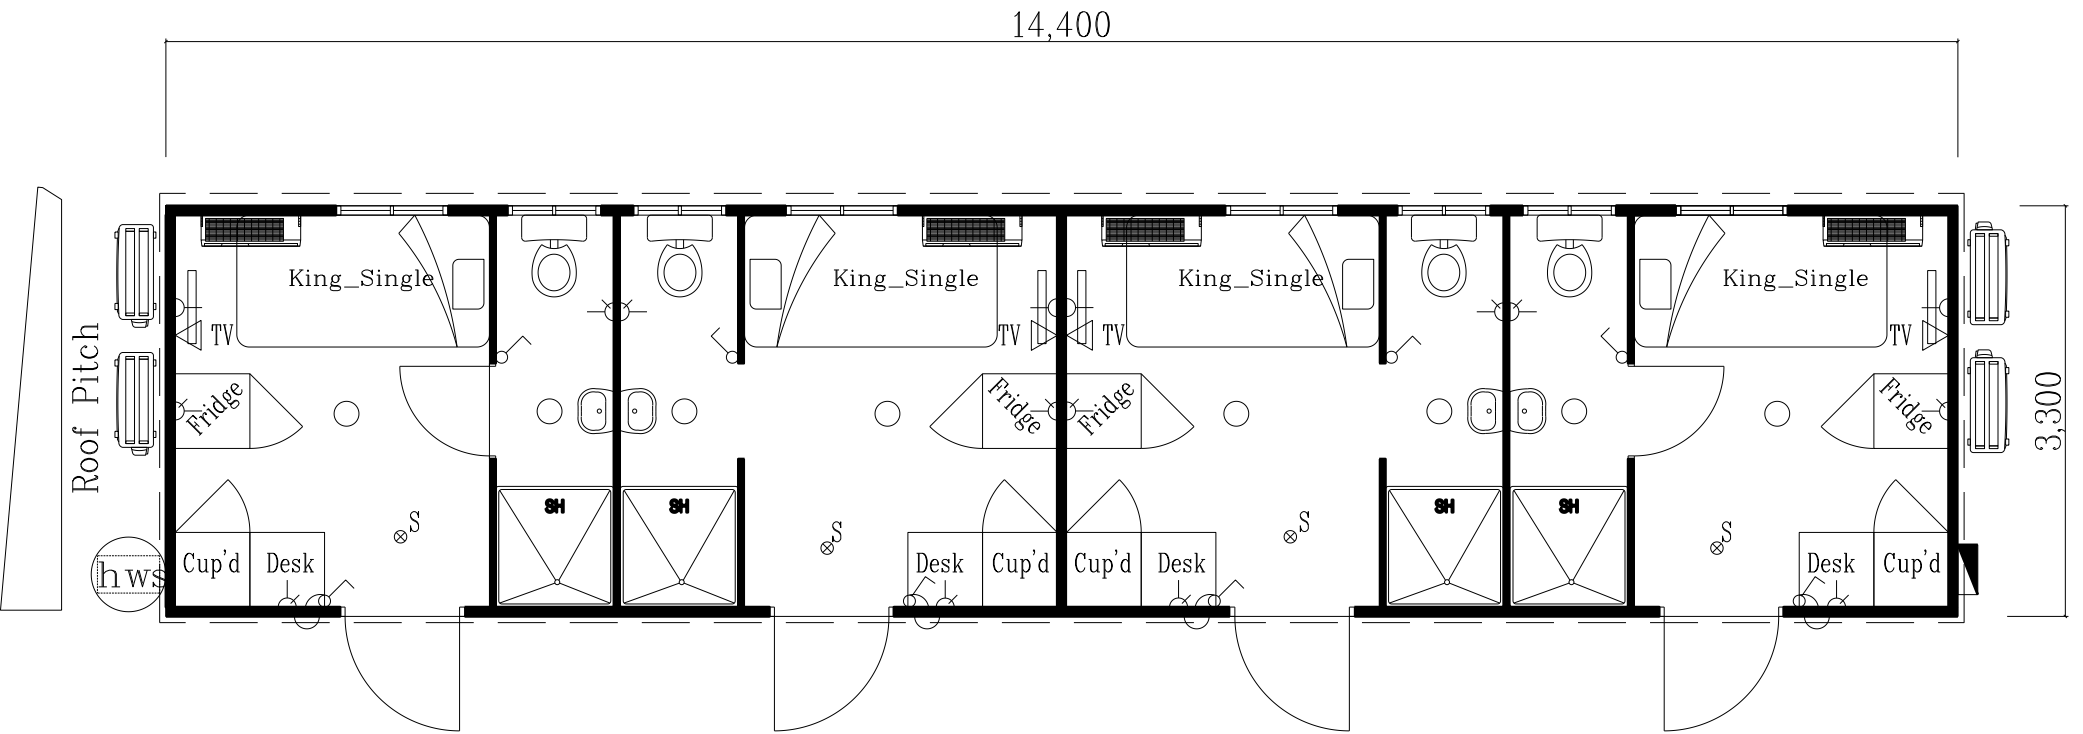 14,400
King_Single
King_Single
King_Single
King_Single
TV
TV
TV
TV
Roof Pitch
Fridge
Fridge
Fridge
Fridge
3,300
SH
SH
SH
SH
S
S
S
S
hws
Cup'd
Desk
Desk
Cup'd
Cup'd
Desk
Desk
Cup'd